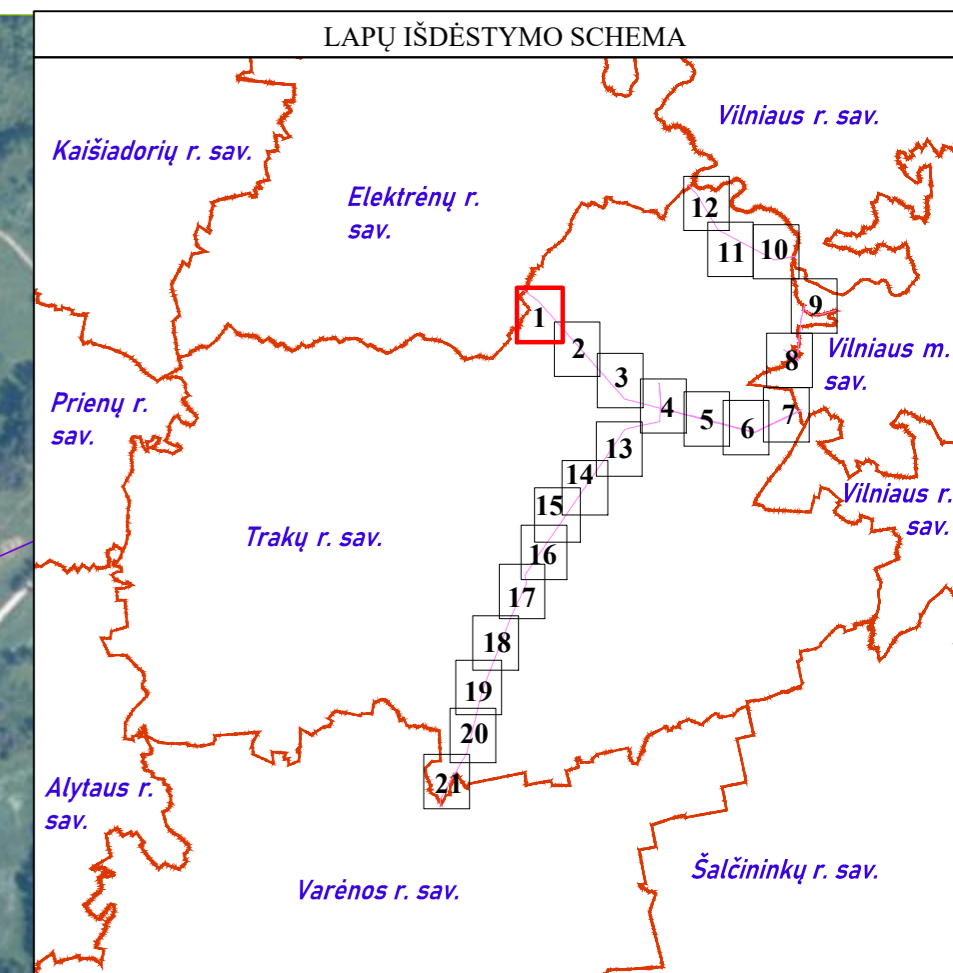 LAPŲ IŠDĖSTYMO SCHEMA
Vilniaus r. sav.
Kaišiadorių r. sav.
Elektrėnų r.
sav.
12
11
10
9
1
2
8
Vilniaus m.
sav.
3
Prienų r.
sav.
4
5
6
7
13
14
Vilniaus r.
sav.
15
Trakų r. sav.
16
17
18
19
20
21
Alytaus r.
sav.
Šalčininkų r. sav.
Varėnos r. sav.